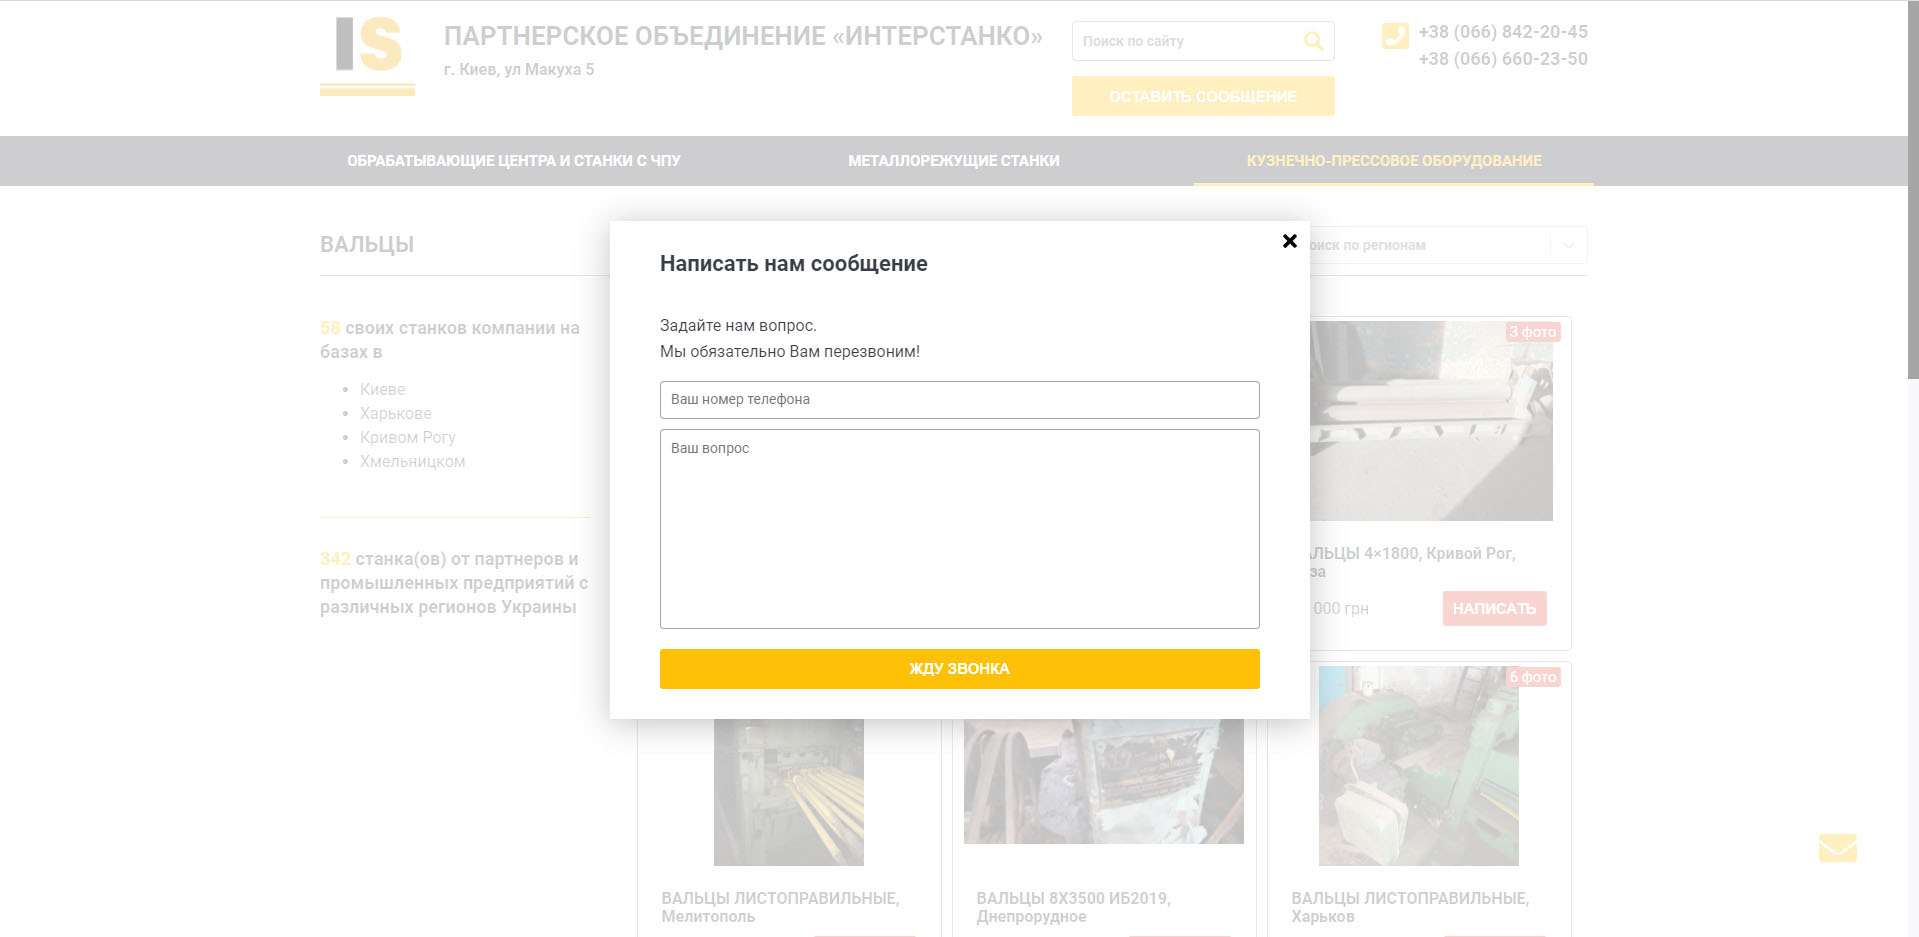 IS
ПАРТНЕРСКОЕ ОБЪЕДИНЕНИЕ «ИНТЕРСТАНКО»
г. Киев, ул Макуха 5
Поиск по сайту
ОСТАВИТЬ СООБЩЕНИЕ
+38 (066) 842-20-45
+38 (066) 660-23-50
ОБРАБАТЫВАЮЩИЕ ЦЕНТРА И СТАНКИ С ЧПУ
МЕТАЛЛОРЕЖУЩИЕ СТАНКИ
КУЗНЕЧНО-ПРЕССОВОЕ ОБОРУДОВАНИЕ
ВАЛЬЦЫ
по регионам
58 своих станков компании на
базах в
Киеве
Харькове
Кривом Рогу
Хмельницком
342 станка(ов) от партнеров и
промышленных предприятий с
различных регионов Украины
Написать нам сообщение
Задайте нам вопрос.
Мы обязательно Вам перезвоним!
Ваш номер телефона
Ваш вопрос
ЖДУ ЗВОНКА
3 фото
4×1800, Кривой Рог,
000 грн
НАПИСАТЬ
6 фото
ВАЛЬЦЫ ЛИСТОПРАВИЛЬНЫЕ,
Мелитополь
ВАЛЬЦЫ 8Х3500 ИБ2019,
Днепрорудное
ВАЛЬЦЫ ЛИСТОПРАВИЛЬНЫЕ,
Харьков